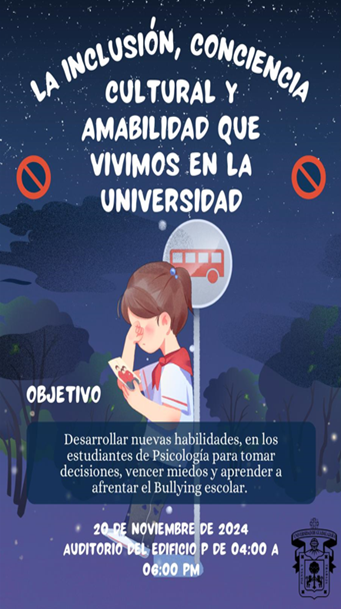 LA INCLUSIÓN, CONCIENCIA
CULTURAL Y
AMABILIDAD QUE
VIVIMOS EN LA
UNIVERSIDAD
OBJETIVO
Desarrollar nuevas habilidades, en los
estudiantes de Psicología para tomar
decisiones, vencer miedos y aprender a
afrentar el Bullying escolar.
20 DE NOVIEMBRE DE 2024
AUDITORIO DEL EDIFICIO P DE 04:00 A
06:00 PM